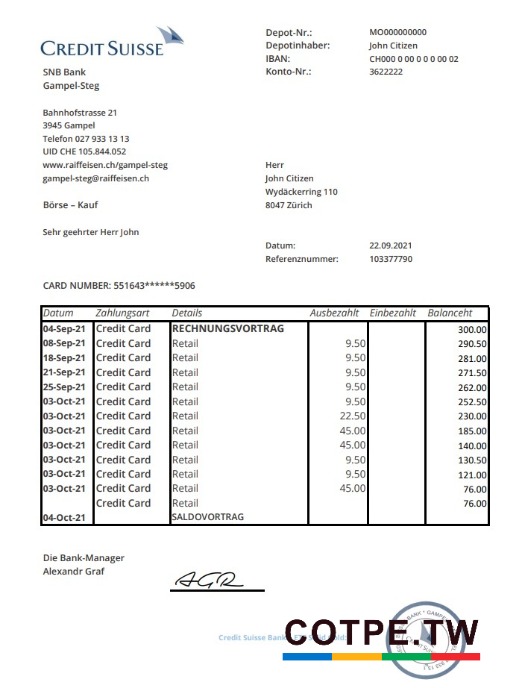 CREDIT SUISSE
SNB Bank
Gampel-Steg
Depot-Nr.: MO000000000
Depotinhaber: John Citizen
IBAN: CH000 0 00 0 0 0 00 02
Konto-Nr.: 3622222
Bahnhofstrasse 21
3945 Gampel
Telefon 027 933 13 13
UID CHE 105.844.052
www.raiffeisen.ch/gampel-steg
gampel-steg@raiffeisen.ch
Herr
John Citizen
Wydäckerring 110
8047 Zürich
Börse – Kauf
Sehr geehrter Herr John
Datum: 22.09.2021
Referenznummer: 103377790
CARD NUMBER: 551643******5906
Datum Zahlungsart Details Ausbezahlt Einbezahlt Balanceht
04-Sep-21 Credit Card RECHNUNGSVORTRAG 300.00
08-Sep-21 Credit Card Retail 9.50 290.50
18-Sep-21 Credit Card Retail 9.50 281.00
21-Sep-21 Credit Card Retail 9.50 271.50
25-Sep-21 Credit Card Retail 9.50 262.00
03-Oct-21 Credit Card Retail 9.50 252.50
03-Oct-21 Credit Card Retail 22.50 230.00
03-Oct-21 Credit Card Retail 45.00 185.00
03-Oct-21 Credit Card Retail 45.00 140.00
03-Oct-21 Credit Card Retail 9.50 130.50
03-Oct-21 Credit Card Retail 9.50 121.00
03-Oct-21 Credit Card Retail 45.00 76.00
Credit Card Retail 76.00
04-Oct-21 SALDOVORTRAG
Die Bank-Manager
Alexandr Graf
AGR
Credit Suisse Bank
BANK * GAMPEL
COTPE.TW